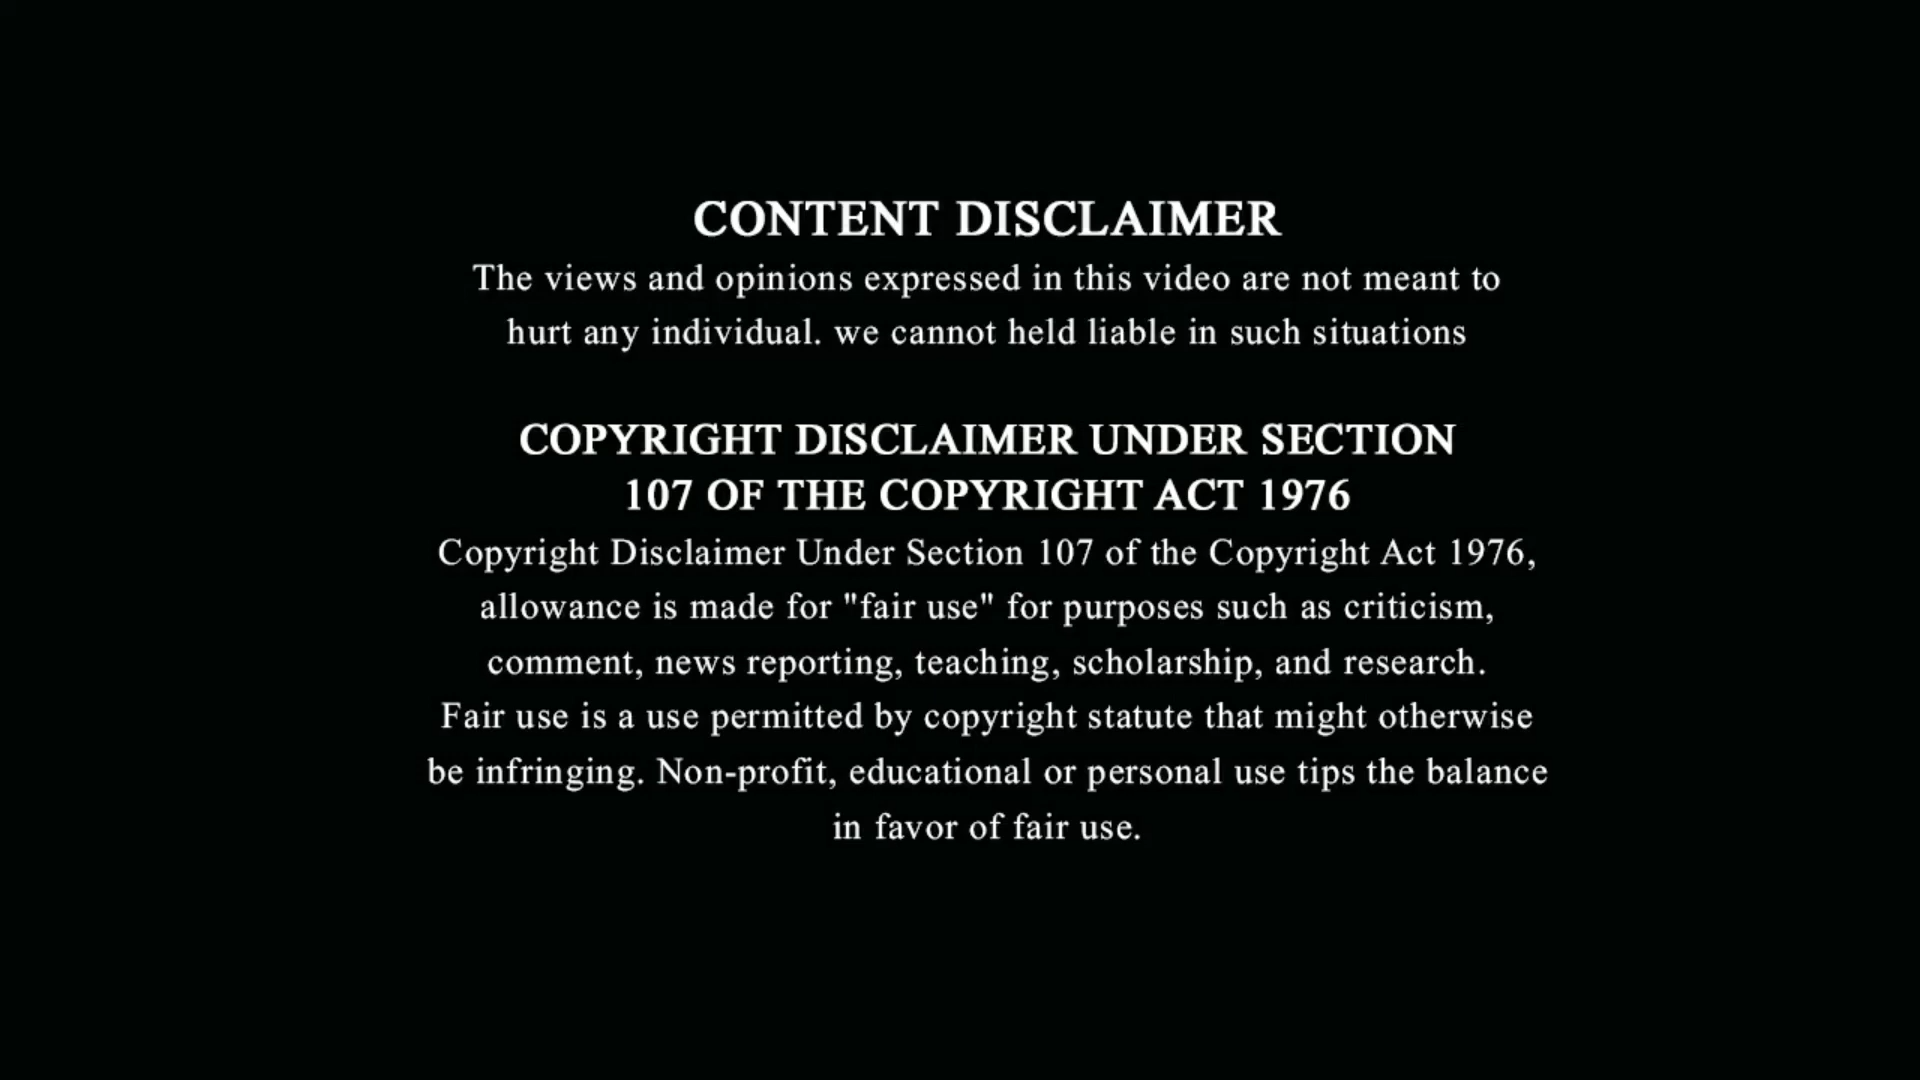 CONTENT DISCLAIMER
The views and opinions expressed in this video are not meant to
hurt any individual. we cannot held liable in such situations
COPYRIGHT DISCLAIMER UNDER SECTION
107 OF THE COPYRIGHT ACT 1976
Copyright Disclaimer Under Section 107 of the Copyright Act 1976,
allowance is made for "fair use" for purposes such as criticism,
comment, news reporting, teaching, scholarship, and research.
Fair use is a use permitted by copyright statute that might otherwise
be infringing. Non-profit, educational or personal use tips the balance
in favor of fair use.